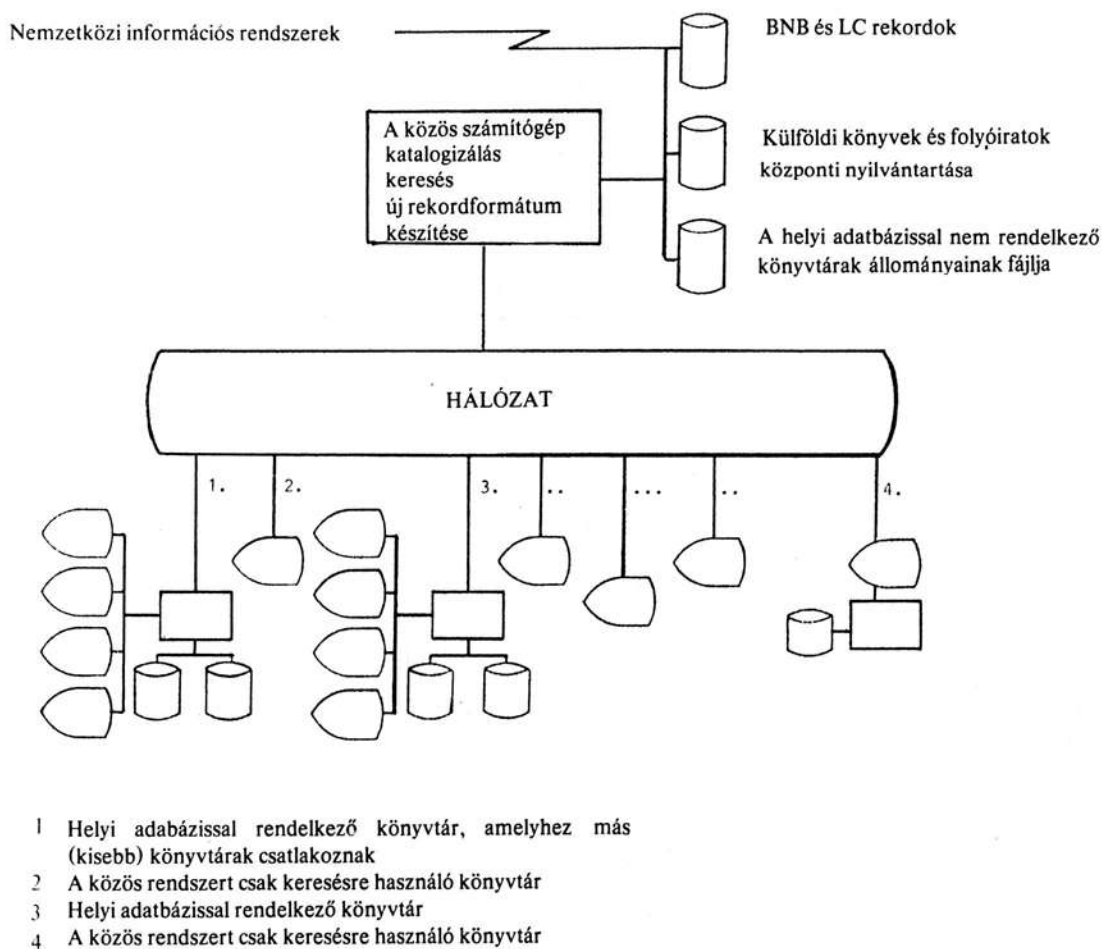 Nemzetközi információs rendszerek
BNB és LC rekordok
A közös számítógép
katalogizálás
keresés
új rekordformátum
készítése
Külföldi könyvek és folyóiratok
központi nyilvántartása
A helyi adatbázissal nem rendelkező
könyvtárak állományainak fájlja
HÁLÓZAT
1.
2.
3.
..
...
..
4.
1 Helyi adabázissal rendelkező könyvtár, amelyhez más
(kisebb) könyvtárak csatlakoznak
2 A közös rendszert csak keresésre használó könyvtár
3 Helyi adatbázissal rendelkező könyvtár
4 A közös rendszert csak keresésre használó könyvtár